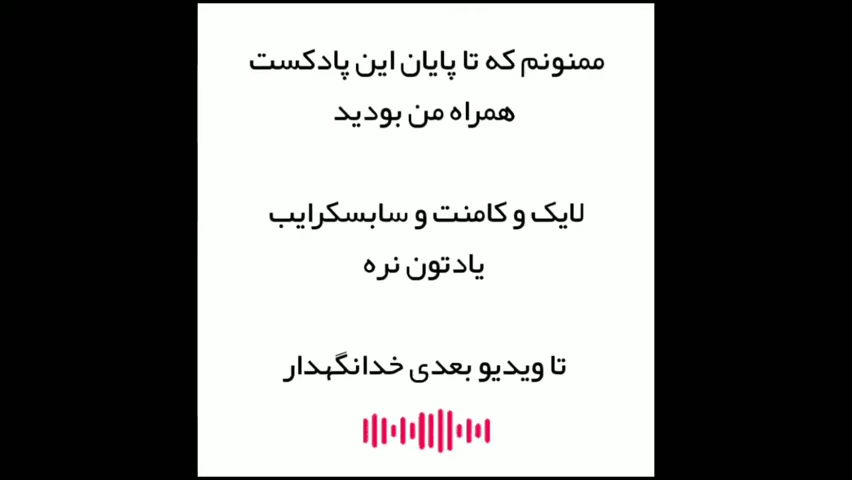 ممنونم که تا پایان این پادکست
همراه من بودید
لایک و کامنت و سابسکرایب
یادتون نره
تا ویدیو بعدی خدانگهدار